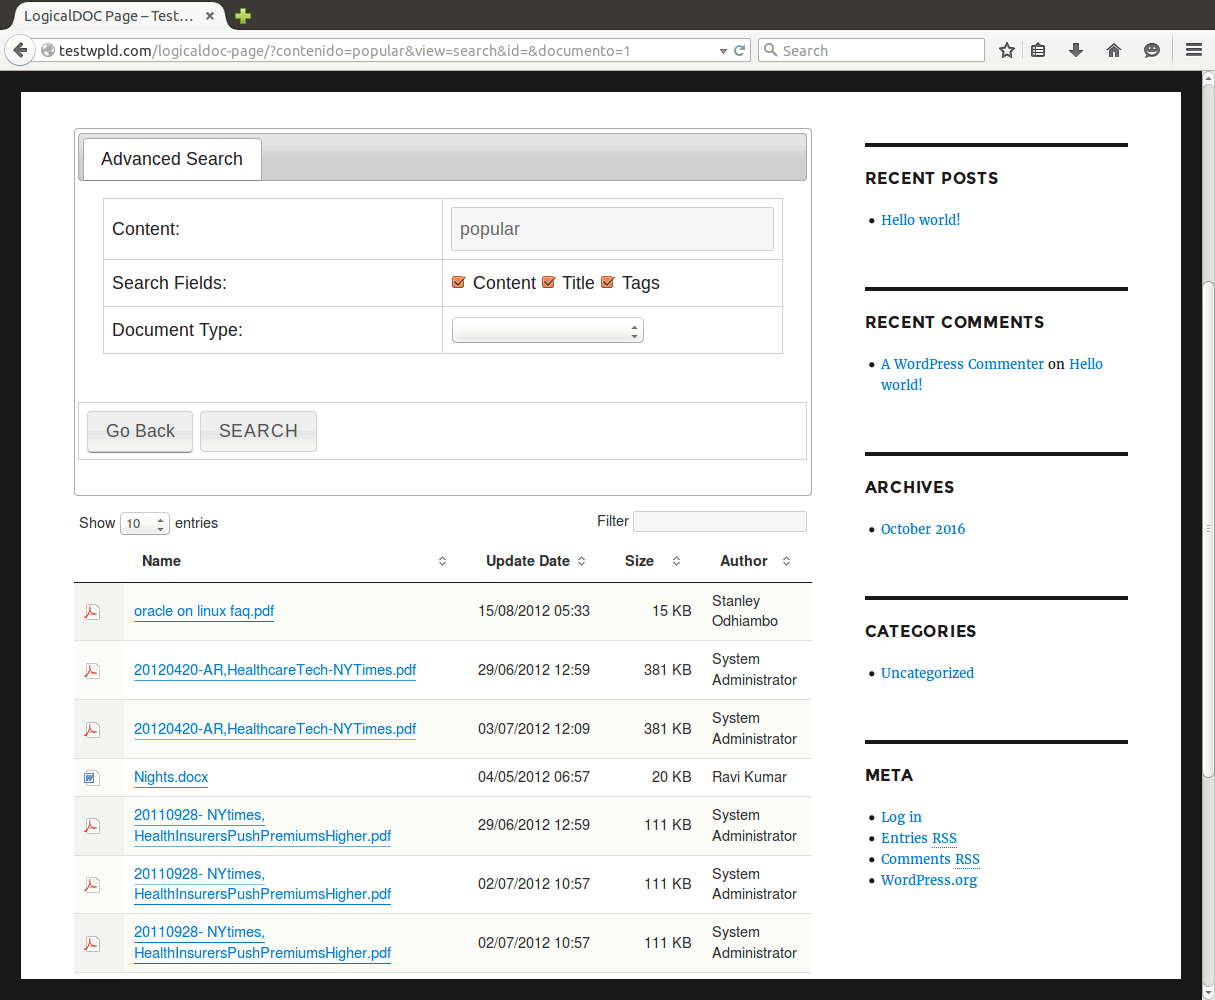 LogicalDOC Page – Test...
testwpld.com/logicaldoc-page/?contenido=popular&view=search&id=&documento=1
Search
Advanced Search
Content:
popular
Search Fields:
Content Title Tags
Document Type:
Go Back SEARCH
Show 10 entries
Filter
Name Update Date Size Author
oracle on linux faq.pdf 15/08/2012 05:33 15 KB Stanley
Odhiambo
20120420-AR,HealthcareTech-NYTimes.pdf 29/06/2012 12:59 381 KB System
Administrator
20120420-AR,HealthcareTech-NYTimes.pdf 03/07/2012 12:09 381 KB System
Administrator
Nights.docx 04/05/2012 06:57 20 KB Ravi Kumar
20110928- NYtimes,
HealthInsurersPushPremiumsHigher.pdf 29/06/2012 12:59 111 KB System
Administrator
20110928- NYtimes,
HealthInsurersPushPremiumsHigher.pdf 02/07/2012 10:57 111 KB System
Administrator
20110928- NYtimes,
HealthInsurersPushPremiumsHigher.pdf 02/07/2012 10:57 111 KB System
Administrator
RECENT POSTS
Hello world!
RECENT COMMENTS
A WordPress Commenter on Hello
world!
ARCHIVES
October 2016
CATEGORIES
Uncategorized
META
Log in
Entries RSS
Comments RSS
WordPress.org